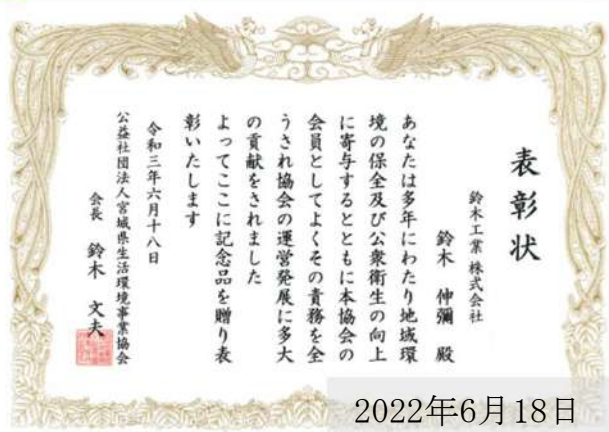 表彰状
鈴木工業 株式会社
鈴木 伸彌 殿
あなたは多年にわたり地域環
境の保全及び公衆衛生の向上
に寄与するとともに本協会の
会員としてよくその責務を全
うされ協会の運営発展に多大
の貢献をされました
よってここに記念品を贈り表
彰いたします
令和三年六月十八日
公益社団法人宮城県生活環境事業協会
会長 鈴木 文夫
2022年6月18日